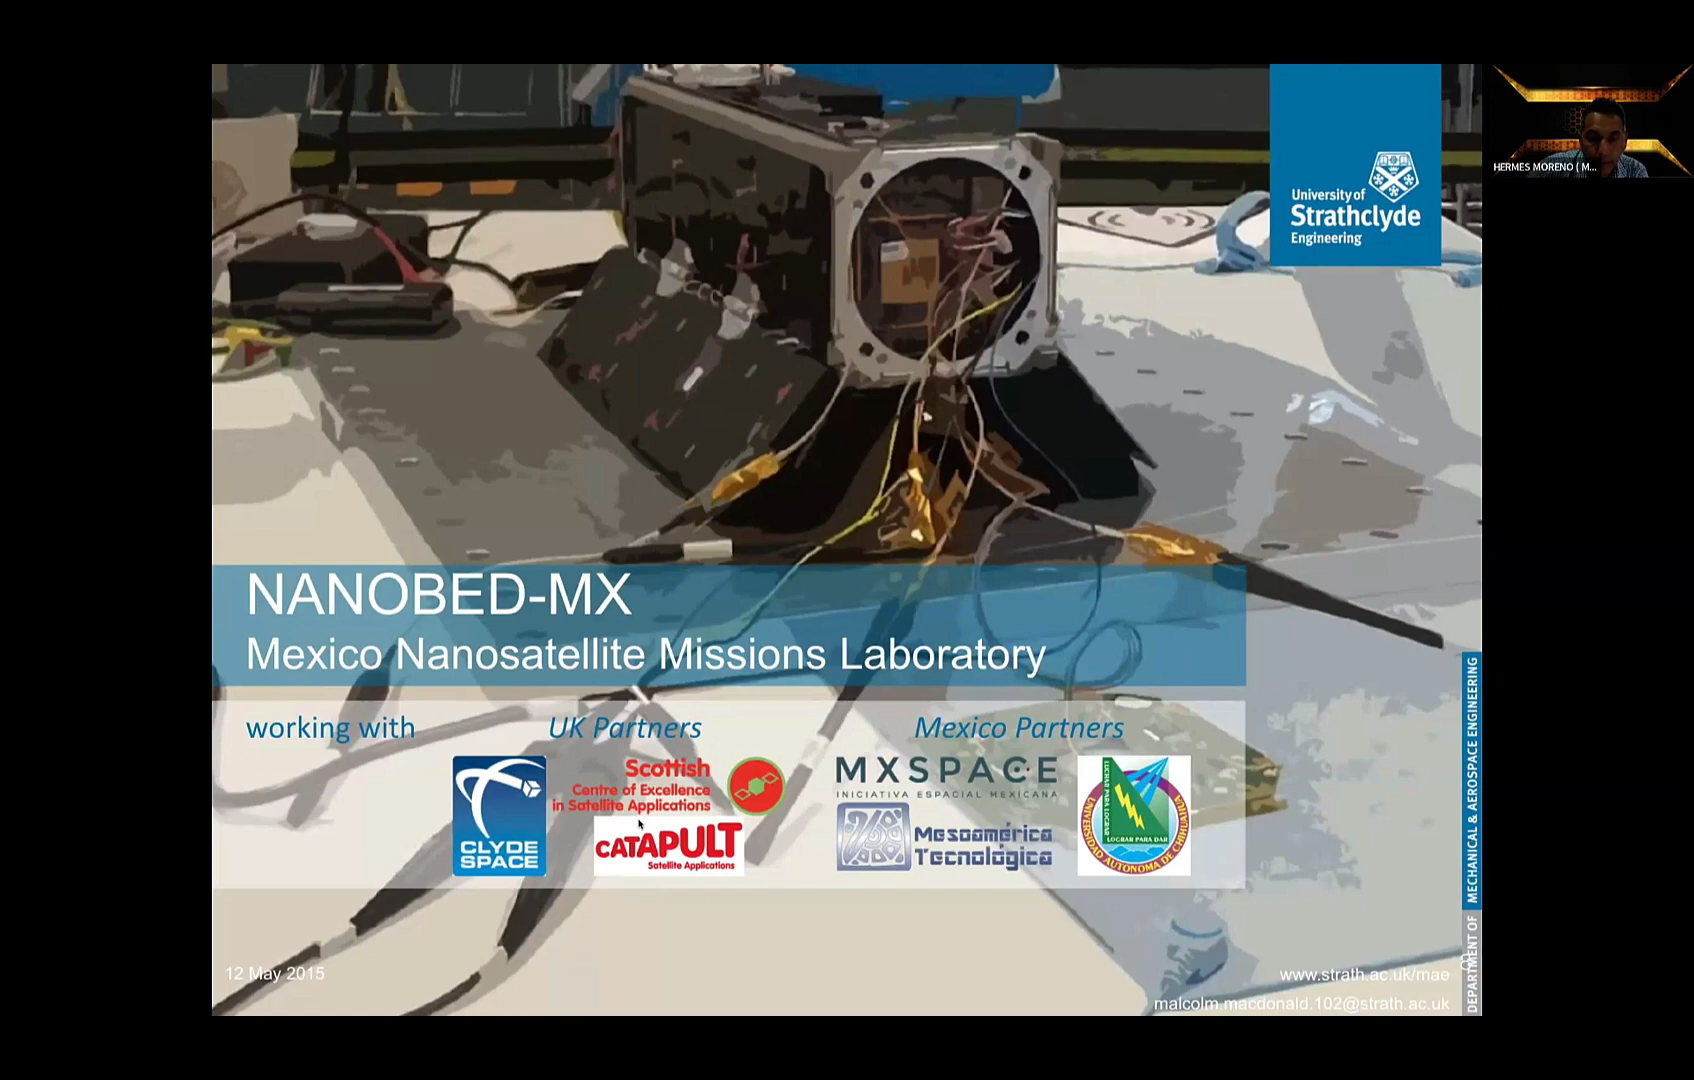 University of
Strathclyde
Engineering
HERMES MORENO ( M...
NANOBED-MX
Mexico Nanosatellite Missions Laboratory
working with
UK Partners
Mexico Partners
CLYDE
SPACE
Scottish
Centre of Excellence
in Satellite Applications
CATAPULT
Satellite Applications
MXSPACE
INICIATIVA ESPACIAL MEXICANA
Mesoamérica
Tecnológica
LUCHAR PARA LOGRAR
LOGRAR PARA DAR
UNIVERSIDAD AUTONOMA DE CHIHUAHUA
12 May 2015
www.strath.ac.uk/mae
malcolm.macdonald.102@strath.ac.uk
DEPARTMENT OF MECHANICAL & AEROSPACE ENGINEERING